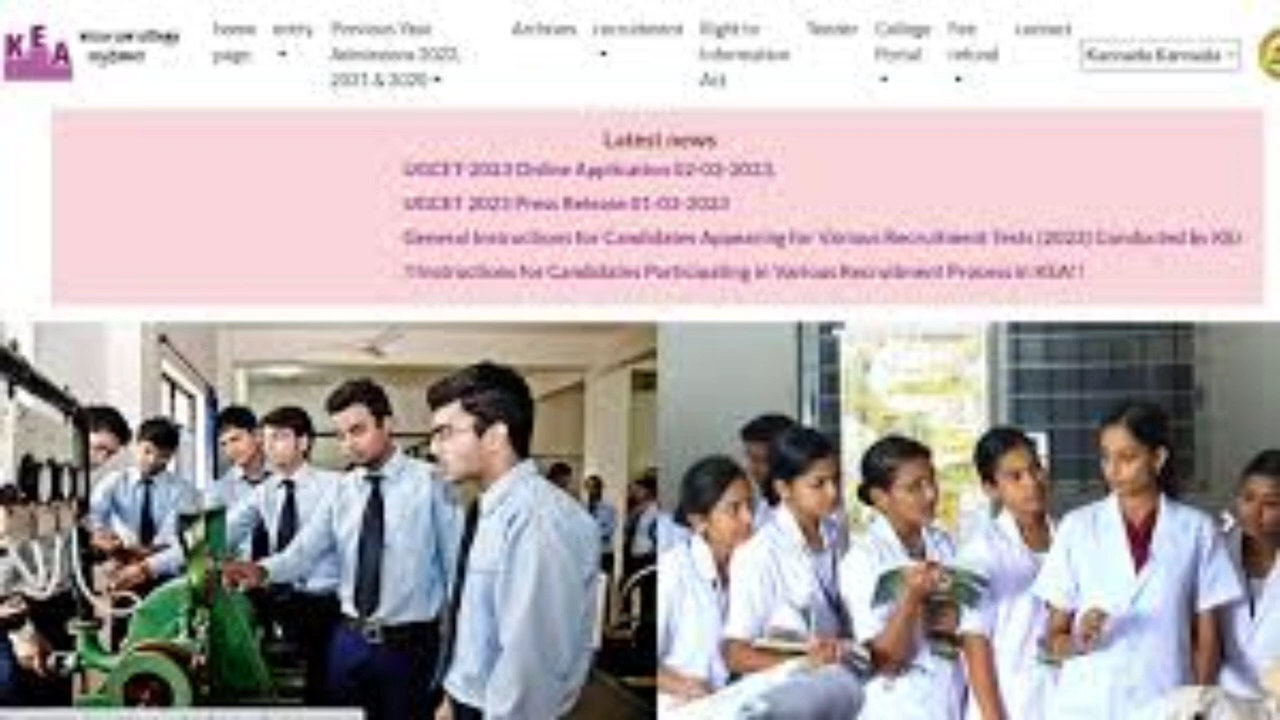 KEA
home page
entry
Previous Year Admissions 2022, 2021 & 2020
Archives
recruitment
Right to Information Act
Tender
College Portal
Fee refund
contact
Kannada Kannada
Latest news
UGCET 2023 Online Application 02-03-2023.
UGCET 2023 Press Release 01-03-2023
General Instructions for Candidates Appearing for Various Recruitment Tests (2022) Conducted by
Instructions for Candidates Participating in Various Recruitment Process in KEA!!